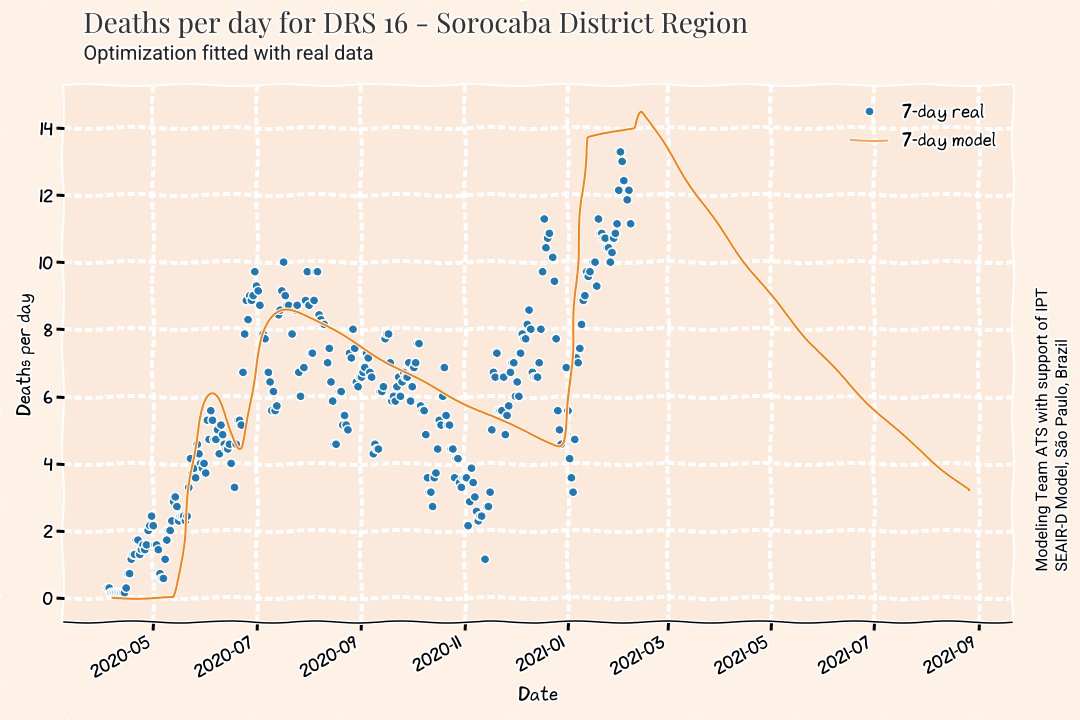 Deaths per day for DRS 16 - Sorocaba District Region
Optimization fitted with real data
7-day real
7-day model
Deaths per day
14
12
10
8
6
4
2
0
2020-05
2020-07
2020-09
2020-11
2021-01
2021-03
2021-05
2021-07
2021-09
Date
Modeling Team ATS with support of IPT
SEAIR-D Model, São Paulo, Brazil